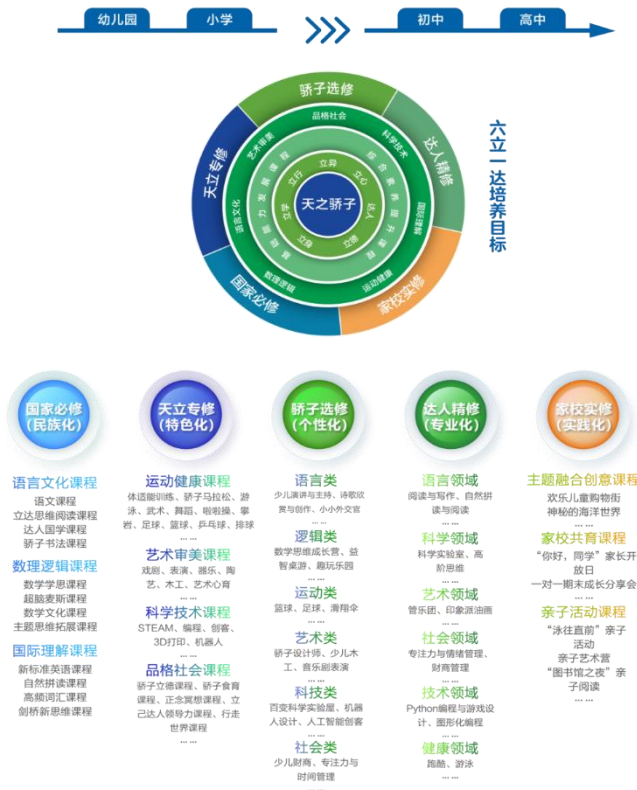 幼儿园
小学
初中
高中
骄子选修
达人精修
家校实修
国家必修
天立专修
品格社会
科学技术
国际理解
运动健康
数理逻辑
语言文化
艺术审美
综合素养提升课程
基础能力发展课程
立异
立心
达人
立身
立学
立行
天之骄子
六立一达培养目标
国家必修
(民族化)
语言文化课程
语文课程
立达思维阅读课程
达人国学课程
骄子书法课程
数理逻辑课程
数学学思课程
超脑麦斯课程
数学文化课程
主题思维拓展课程
国际理解课程
新标准英语课程
自然拼读课程
高频词汇课程
剑桥新思维课程
天立专修
(特色化)
运动健康课程
体适能训练、骄子马拉松、游
泳、武术、舞蹈、啦啦操、攀
岩、足球、篮球、乒乓球、排球
... ...
艺术审美课程
戏剧、表演、器乐、陶
艺、木工、艺术心育
... ...
科学技术课程
STEAM、编程、创客、
3D打印、机器人
... ...
品格社会课程
骄子立德课程、骄子食育
课程、正念冥想课程、立
己达人领导力课程、行走
世界课程
... ...
骄子选修
(个性化)
语言类
少儿演讲与主持、诗歌欣
赏与创作、小小外交官
... ...
逻辑类
数学思维成长营、益
智桌游、趣玩乐园
... ...
运动类
篮球、足球、滑翔伞
... ...
艺术类
骄子设计师、少儿木
工、音乐剧表演
... ...
科技类
百变科学实验屋、机器
人设计、人工智能创客
... ...
社会类
少儿财商、专注力与
时间管理
... ...
达人精修
(专业化)
语言领域
阅读与写作、自然拼
读与阅读
... ...
科学领域
科学实验室、高
阶思维
... ...
艺术领域
管乐团、印象派油画
... ...
社会领域
专注力与情绪管理、
财商管理
... ...
技术领域
Python编程与游戏设
计、图形化编程
... ...
健康领域
跑酷、游泳
... ...
家校实修
(实践化)
主题融合创意课程
欢乐儿童购物街
神秘的海洋世界
... ...
家校共育课程
“你好，同学”家长开
放日
一对一期末成长分享会
... ...
亲子活动课程
“泳往直前”亲子
活动
亲子艺术营
“图书馆之夜”亲
子阅读
... ...